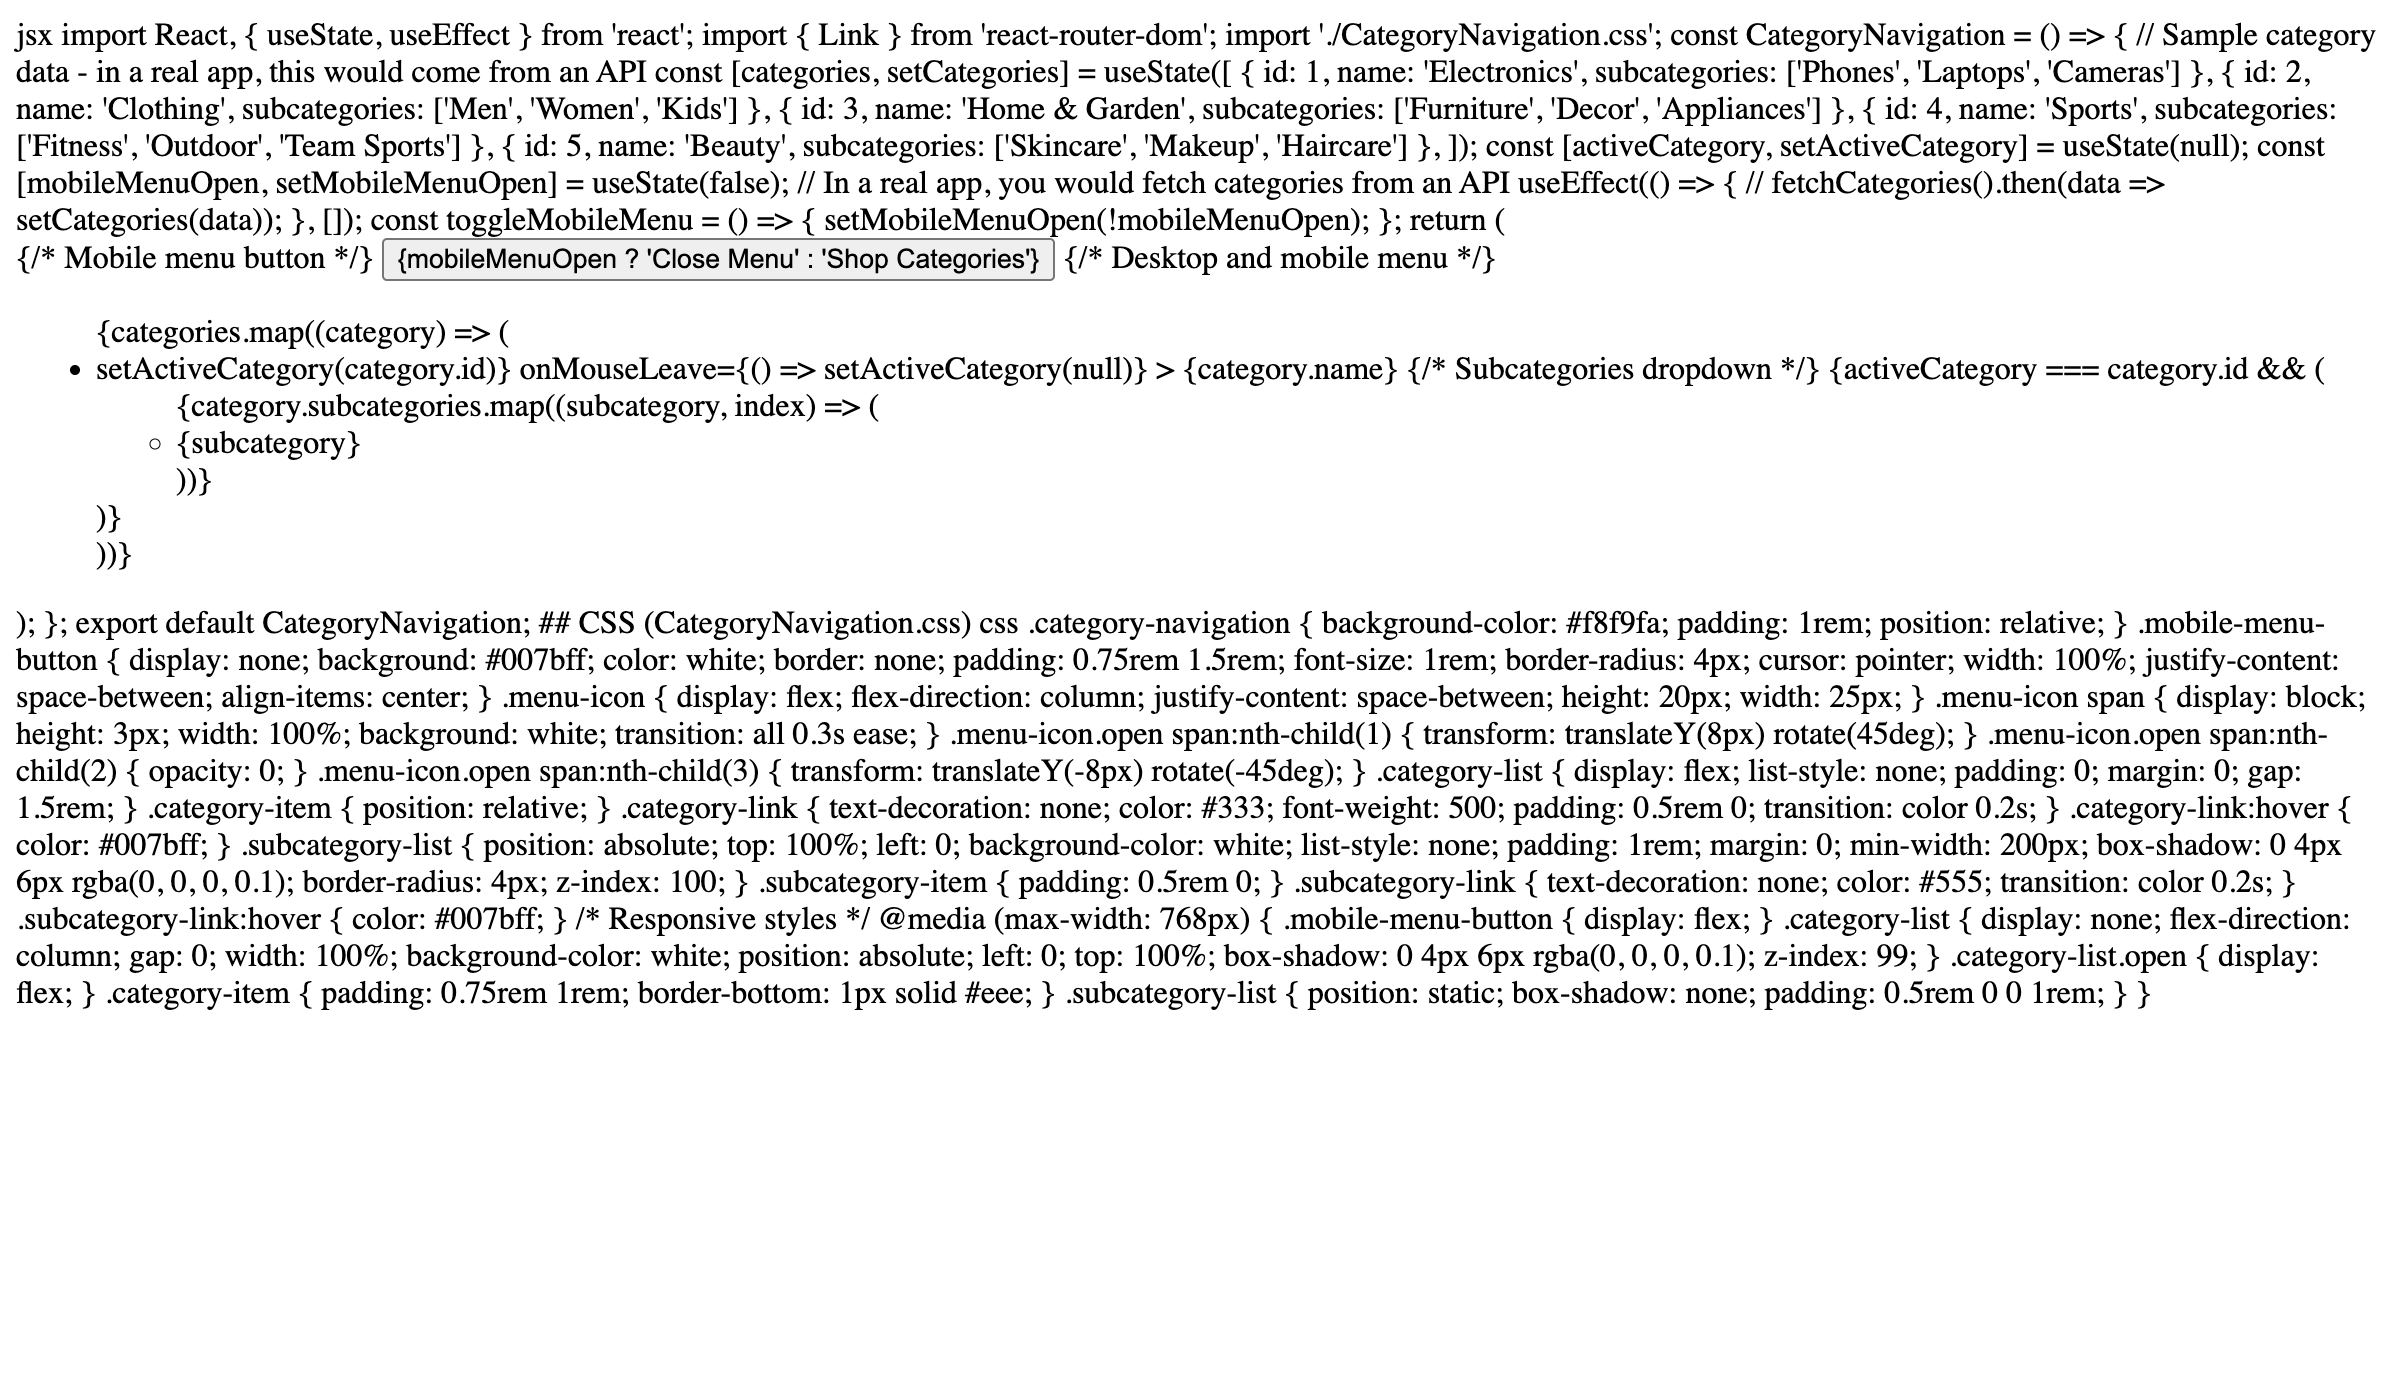 jsx import React, { useState, useEffect } from 'react'; import { Link } from 'react-router-dom'; import './CategoryNavigation.css'; const CategoryNavigation = () => { // Sample category
data - in a real app, this would come from an API const [categories, setCategories] = useState([ { id: 1, name: 'Electronics', subcategories: ['Phones', 'Laptops', 'Cameras'] }, { id: 2,
name: 'Clothing', subcategories: ['Men', 'Women', 'Kids'] }, { id: 3, name: 'Home & Garden', subcategories: ['Furniture', 'Decor', 'Appliances'] }, { id: 4, name: 'Sports', subcategories:
['Fitness', 'Outdoor', 'Team Sports'] }, { id: 5, name: 'Beauty', subcategories: ['Skincare', 'Makeup', 'Haircare'] }, ]); const [activeCategory, setActiveCategory] = useState(null); const
[mobileMenuOpen, setMobileMenuOpen] = useState(false); // In a real app, you would fetch categories from an API useEffect(() => { // fetchCategories().then(data =>
setCategories(data)); }, []); const toggleMobileMenu = () => { setMobileMenuOpen(!mobileMenuOpen); }; return (
{/* Mobile menu button */} {mobileMenuOpen ? 'Close Menu' : 'Shop Categories'} {/* Desktop and mobile menu */}
{categories.map((category) => (
• setActiveCategory(category.id)} onMouseLeave={() => setActiveCategory(null)} > {category.name} {/* Subcategories dropdown */} {activeCategory === category.id && (
{category.subcategories.map((subcategory, index) => (
◦ {subcategory}
))}
)}
))}
); }; export default CategoryNavigation; ## CSS (CategoryNavigation.css) css .category-navigation { background-color: #f8f9fa; padding: 1rem; position: relative; } .mobile-menu-
button { display: none; background: #007bff; color: white; border: none; padding: 0.75rem 1.5rem; font-size: 1rem; border-radius: 4px; cursor: pointer; width: 100%; justify-content:
space-between; align-items: center; } .menu-icon { display: flex; flex-direction: column; justify-content: space-between; height: 20px; width: 25px; } .menu-icon span { display: block;
height: 3px; width: 100%; background: white; transition: all 0.3s ease; } .menu-icon.open span:nth-child(1) { transform: translateY(8px) rotate(45deg); } .menu-icon.open span:nth-
child(2) { opacity: 0; } .menu-icon.open span:nth-child(3) { transform: translateY(-8px) rotate(-45deg); } .category-list { display: flex; list-style: none; padding: 0; margin: 0; gap:
1.5rem; } .category-item { position: relative; } .category-link { text-decoration: none; color: #333; font-weight: 500; padding: 0.5rem 0; transition: color 0.2s; } .category-link:hover {
color: #007bff; } .subcategory-list { position: absolute; top: 100%; left: 0; background-color: white; list-style: none; padding: 1rem; margin: 0; min-width: 200px; box-shadow: 0 4px
6px rgba(0, 0, 0, 0.1); border-radius: 4px; z-index: 100; } .subcategory-item { padding: 0.5rem 0; } .subcategory-link { text-decoration: none; color: #555; transition: color 0.2s; }
.subcategory-link:hover { color: #007bff; } /* Responsive styles */ @media (max-width: 768px) { .mobile-menu-button { display: flex; } .category-list { display: none; flex-direction:
column; gap: 0; width: 100%; background-color: white; position: absolute; left: 0; top: 100%; box-shadow: 0 4px 6px rgba(0, 0, 0, 0.1); z-index: 99; } .category-list.open { display:
flex; } .category-item { padding: 0.75rem 1rem; border-bottom: 1px solid #eee; } .subcategory-list { position: static; box-shadow: none; padding: 0.5rem 0 0 1rem; } }